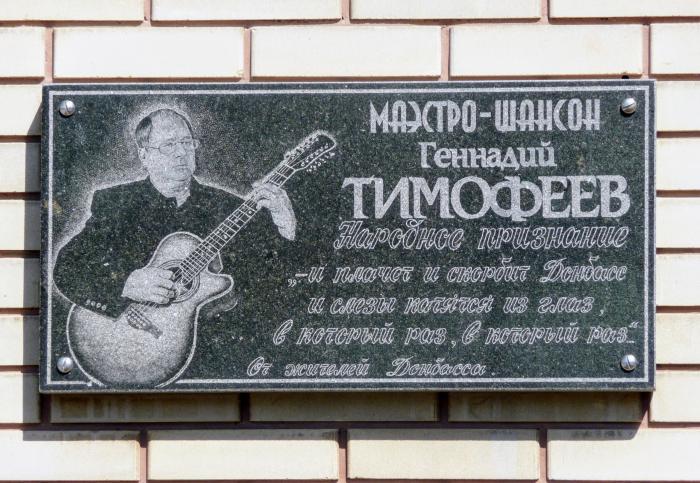 МАЭСТРО-ШАНСОН
Геннадий
ТИМОФЕЕВ
Народное признание
„-и плачет и скорбит Донбасс
и слезы катятся из глаз,
в который раз, в который раз."
От жителей Донбасса.